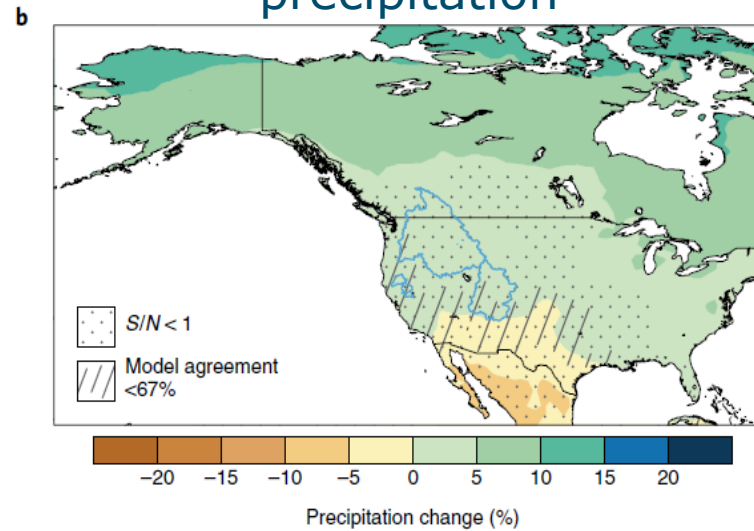 precipitation
b
S/N < 1
Model agreement
<67%
−20 −15 −10 −5 0 5 10 15 20
Precipitation change (%)